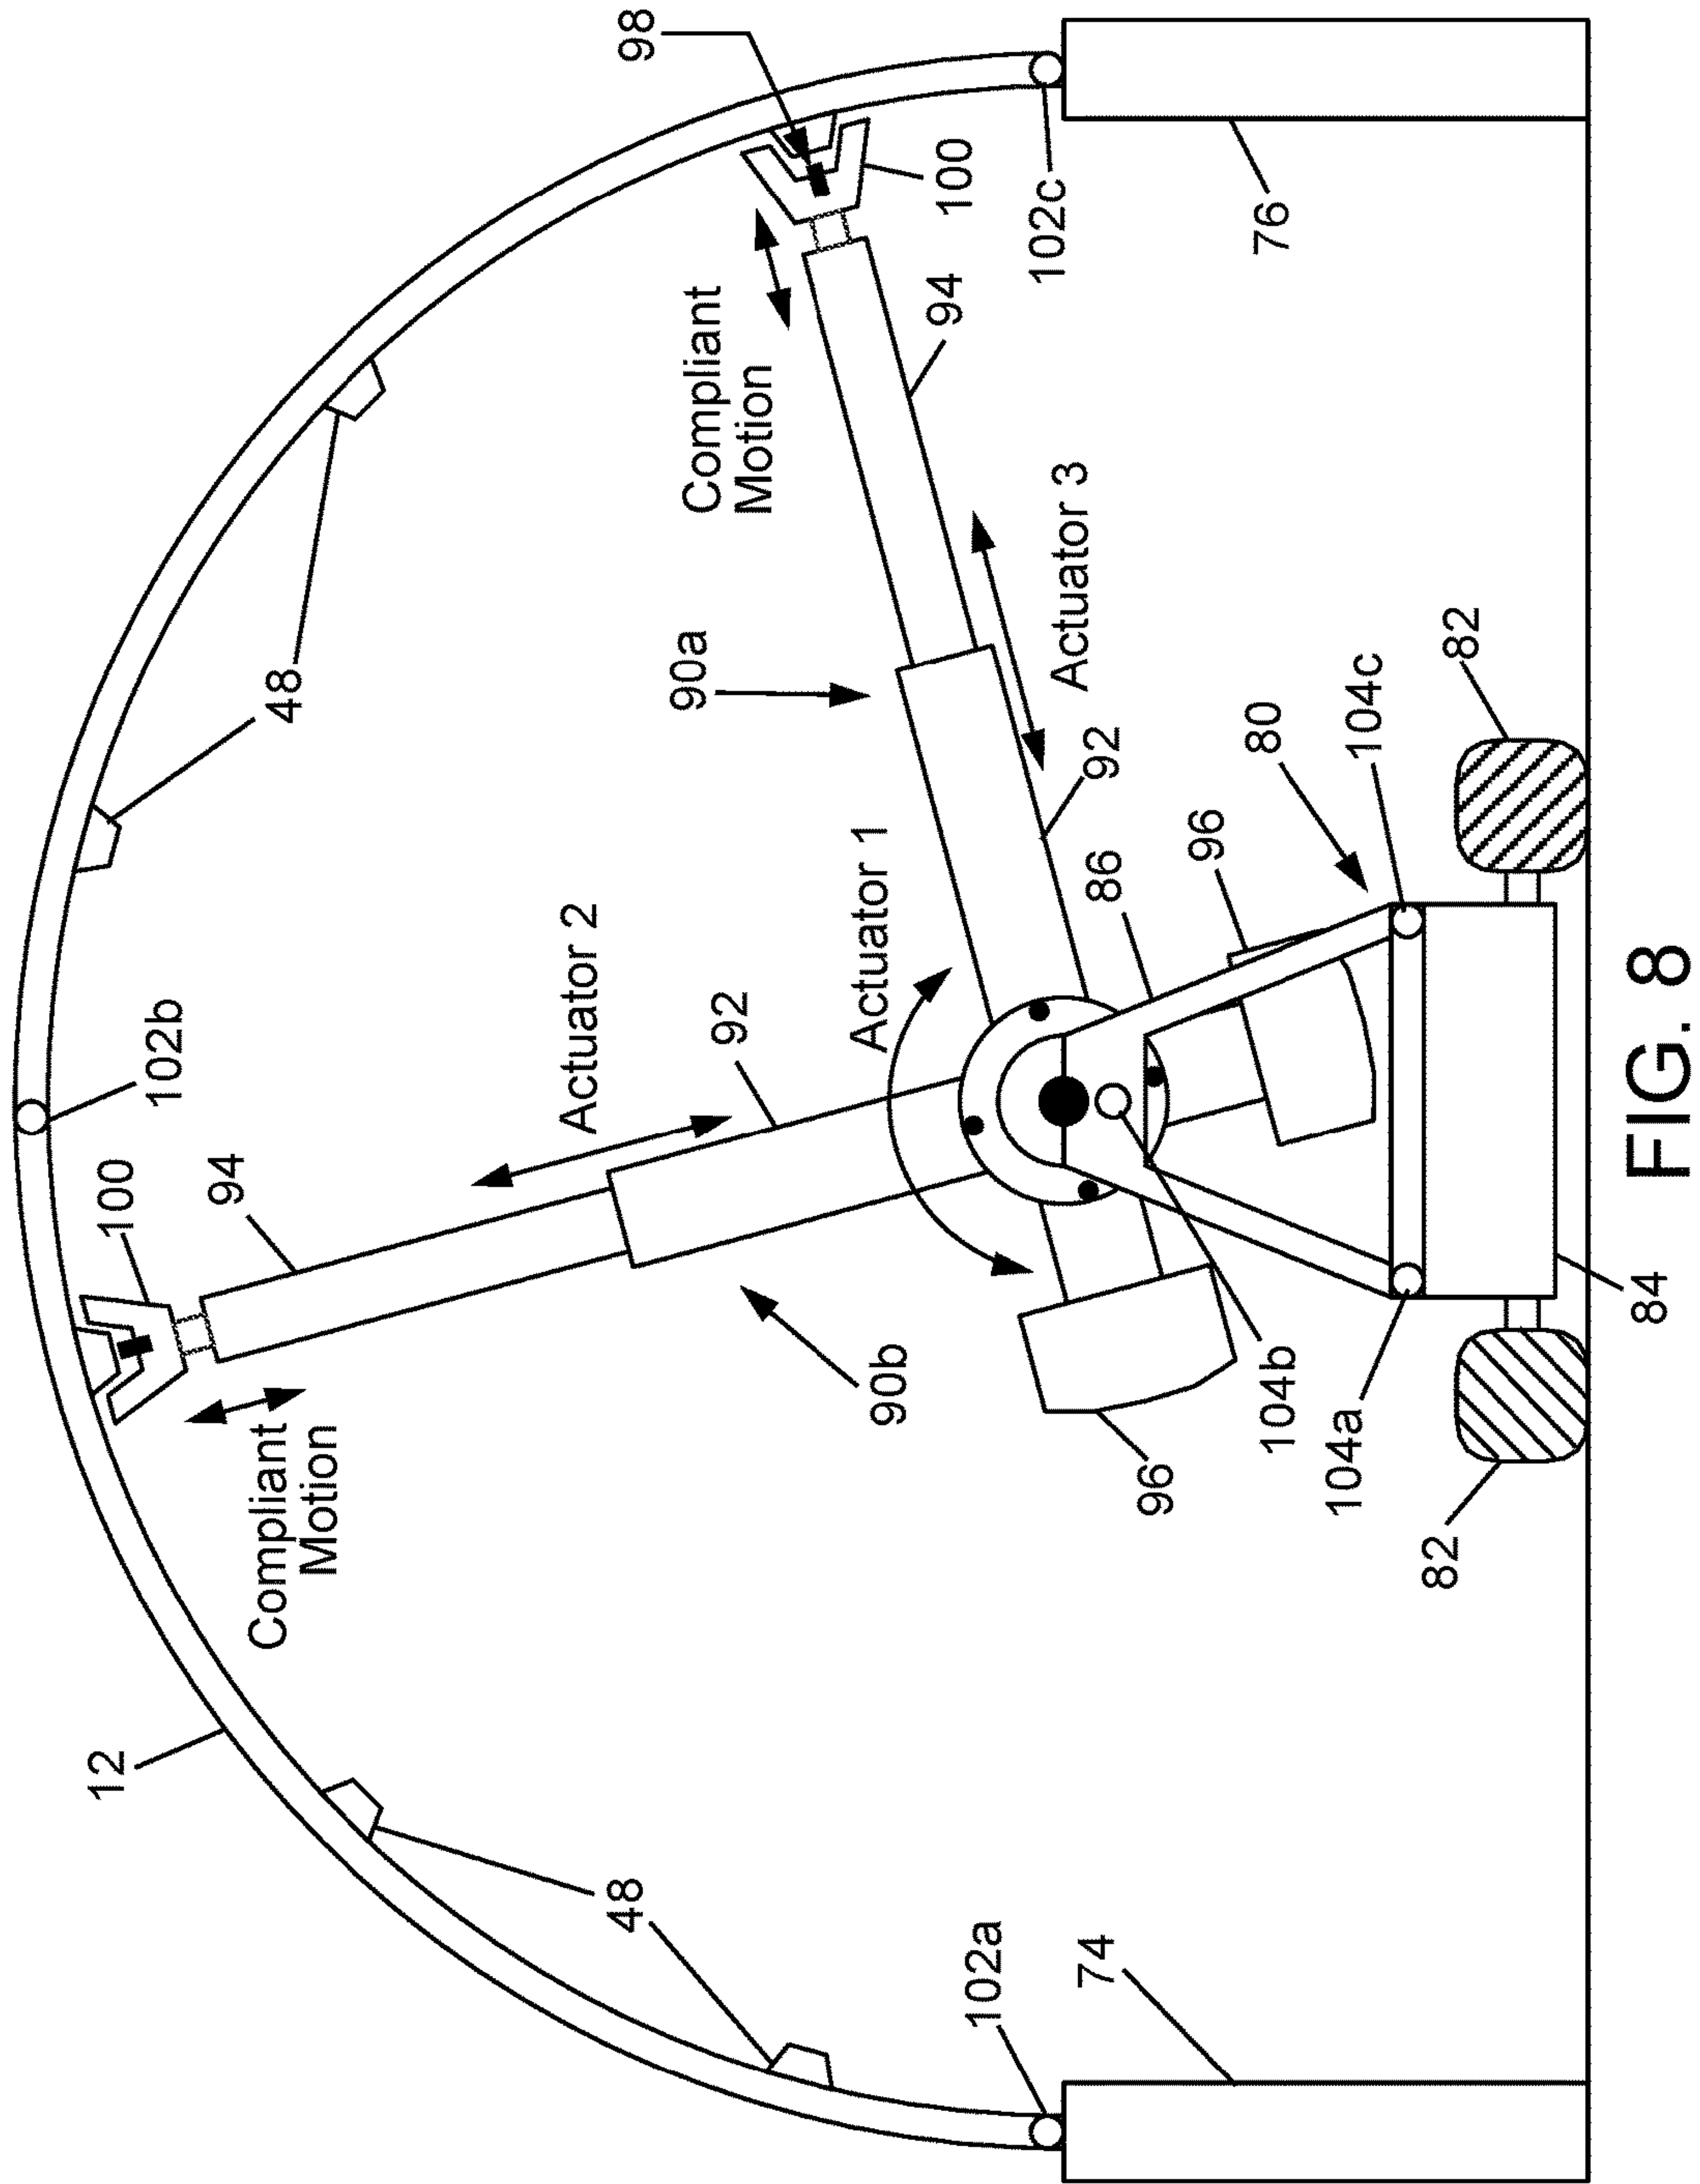 98
100
102c
76
Compliant
Motion
94
Actuator 3
48
90a
92
82
80
104c
96
86
Actuator 1
Actuator 2
92
102b
100
94
84
90b
104b
104a
96
82
Compliant
Motion
12
48
102a
74
FIG. 8